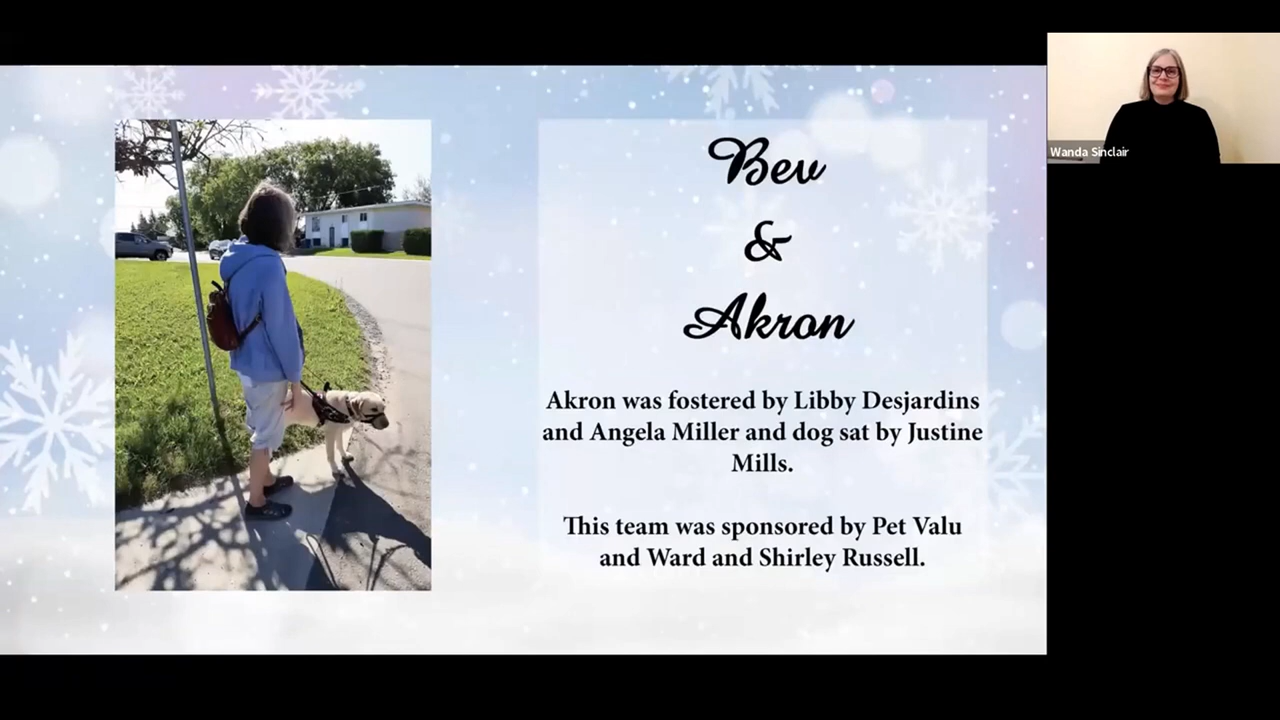 Bev
&
Akron
Akron was fostered by Libby Desjardins
and Angela Miller and dog sat by Justine
Mills.
This team was sponsored by Pet Valu
and Ward and Shirley Russell.
Wanda Sinclair